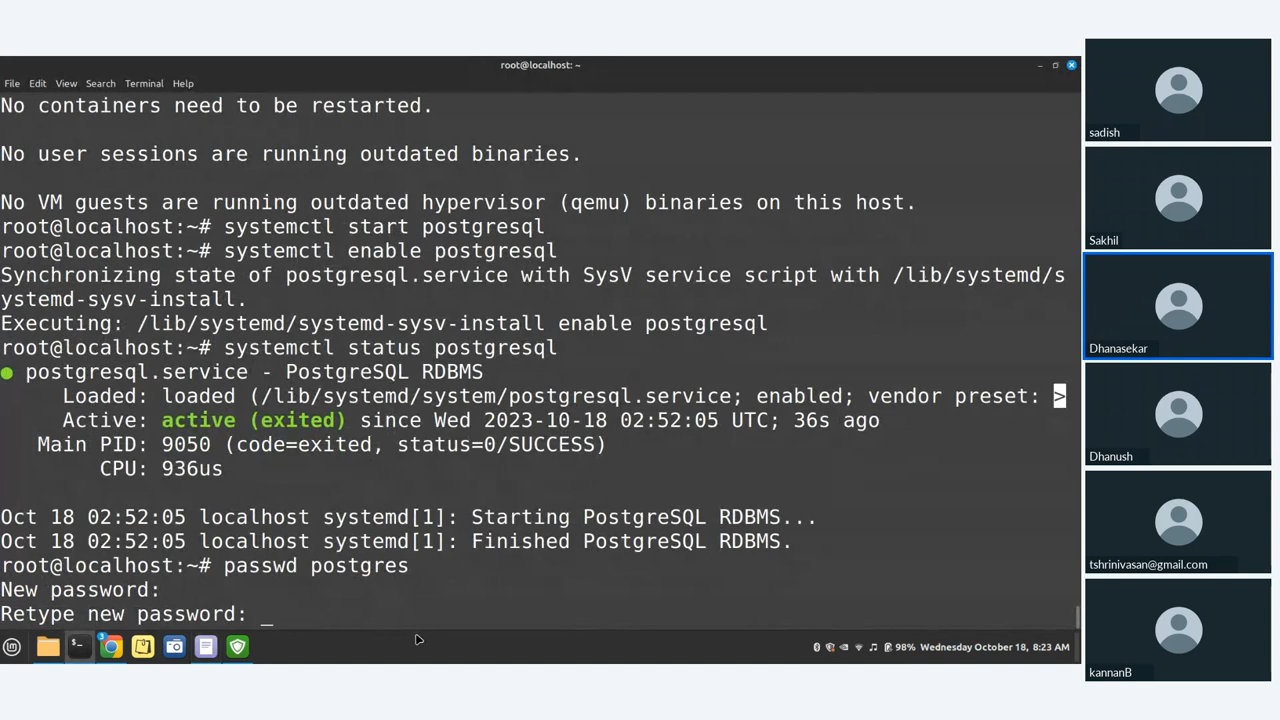 root@localhost: ~
File Edit View Search Terminal Help
No containers need to be restarted.
No user sessions are running outdated binaries.
No VM guests are running outdated hypervisor (qemu) binaries on this host.
root@localhost:~# systemctl start postgresql
root@localhost:~# systemctl enable postgresql
Synchronizing state of postgresql.service with SysV service script with /lib/systemd/s
ystemd-sysv-install.
Executing: /lib/systemd/systemd-sysv-install enable postgresql
root@localhost:~# systemctl status postgresql
● postgresql.service - PostgreSQL RDBMS
Loaded: loaded (/lib/systemd/system/postgresql.service; enabled; vendor preset: >
Active: active (exited) since Wed 2023-10-18 02:52:05 UTC; 36s ago
Main PID: 9050 (code=exited, status=0/SUCCESS)
CPU: 936us
Oct 18 02:52:05 localhost systemd[1]: Starting PostgreSQL RDBMS...
Oct 18 02:52:05 localhost systemd[1]: Finished PostgreSQL RDBMS.
root@localhost:~# passwd postgres
New password:
Retype new password: _
3
98% Wednesday October 18, 8:23 AM
sadish
Sakhil
Dhanasekar
Dhanush
tshrinivasan@gmail.com
kannanB